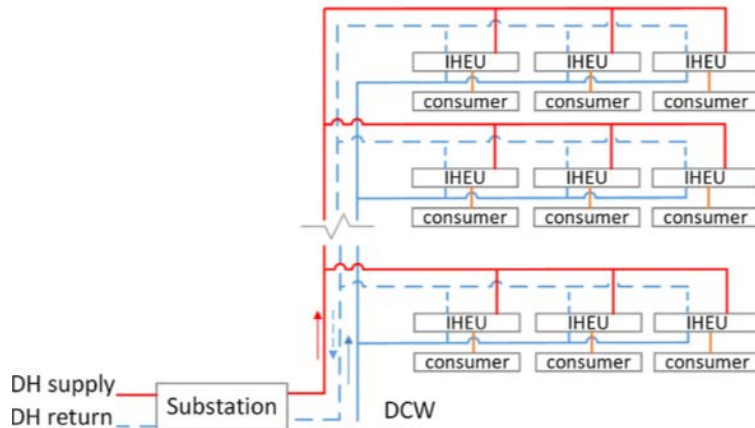 IHEU IHEU IHEU
consumer consumer consumer
IHEU IHEU IHEU
consumer consumer consumer
IHEU IHEU IHEU
consumer consumer consumer
DH supply
Substation DCW
DH return